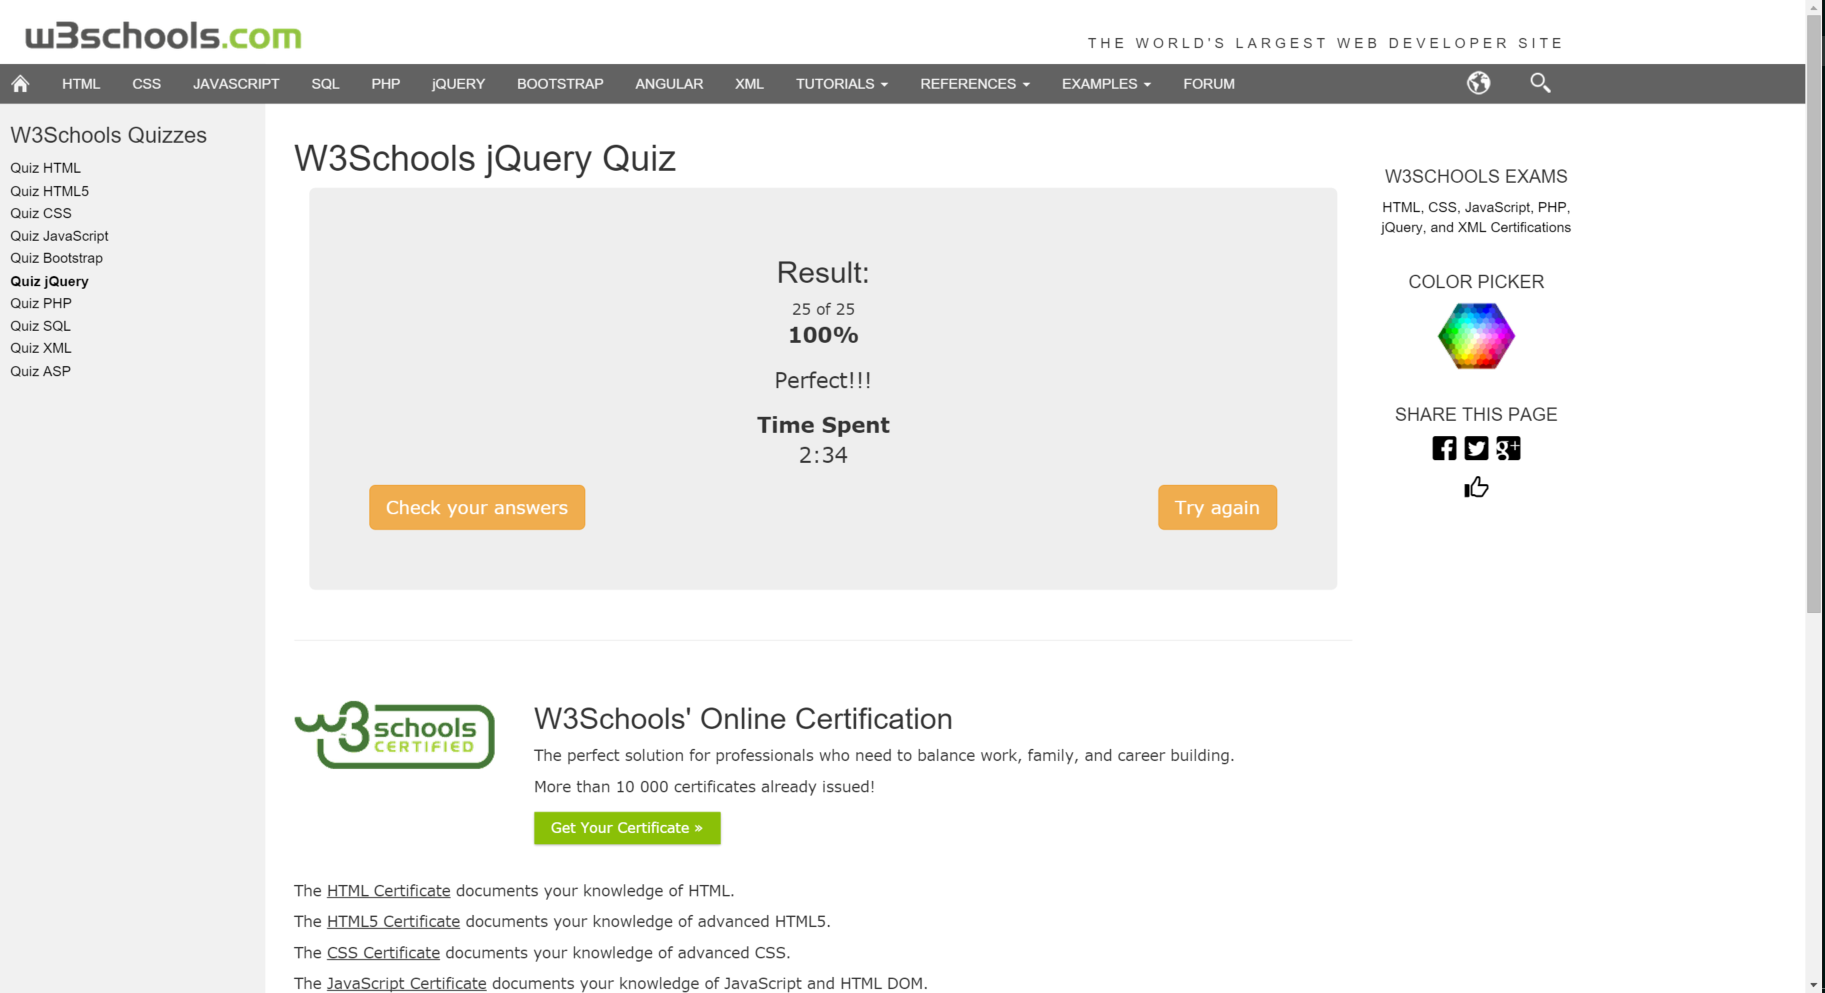 w3schools.com
THE WORLD'S LARGEST WEB DEVELOPER SITE
HTML CSS JAVASCRIPT SQL PHP jQUERY BOOTSTRAP ANGULAR XML TUTORIALS REFERENCES EXAMPLES FORUM
W3Schools Quizzes
Quiz HTML
Quiz HTML5
Quiz CSS
Quiz JavaScript
Quiz Bootstrap
Quiz jQuery
Quiz PHP
Quiz SQL
Quiz XML
Quiz ASP
W3Schools jQuery Quiz
Result:
25 of 25
100%
Perfect!!!
Time Spent
2:34
Check your answers
Try again
W3SCHOOLS EXAMS
HTML, CSS, JavaScript, PHP,
jQuery, and XML Certifications
COLOR PICKER
SHARE THIS PAGE
w3schools
CERTIFIED
W3Schools' Online Certification
The perfect solution for professionals who need to balance work, family, and career building.
More than 10 000 certificates already issued!
Get Your Certificate »
The HTML Certificate documents your knowledge of HTML.
The HTML5 Certificate documents your knowledge of advanced HTML5.
The CSS Certificate documents your knowledge of advanced CSS.
The JavaScript Certificate documents your knowledge of JavaScript and HTML DOM.